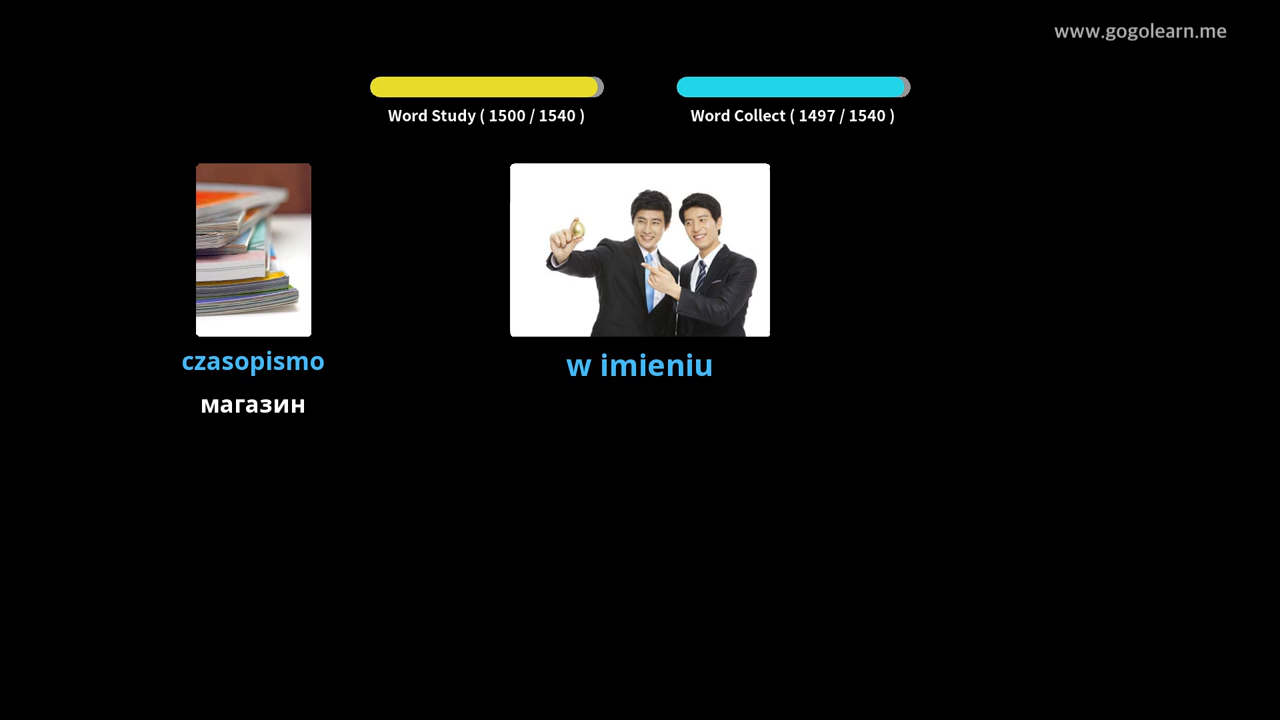 www.gogolearn.me
Word Study ( 1500 / 1540 )
Word Collect ( 1497 / 1540 )
czasopismo
магазин
w imieniu